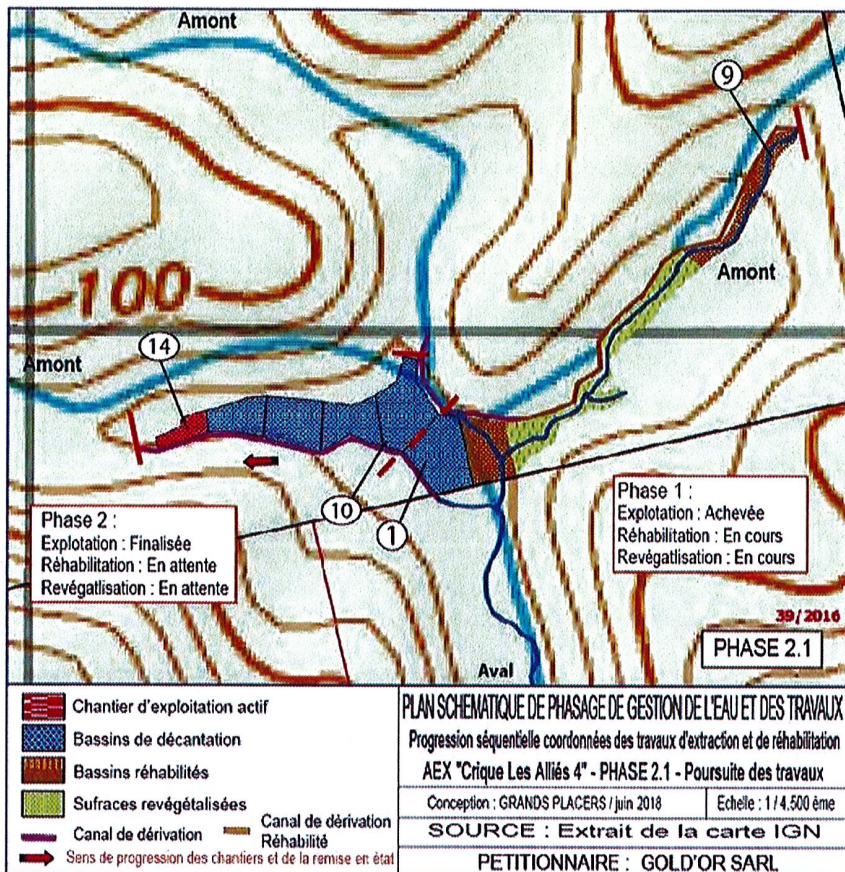 Amont
9
Amont
100
14
Amont
10
1
Phase 2 :
Explotation : Finalisée
Réhabilitation : En attente
Revégatlisation : En attente
Phase 1 :
Explotation : Achevée
Réhabilitation : En cours
Revégatlisation : En cours
39/2016
PHASE 2.1
Aval
Chantier d'exploitation actif
Bassins de décantation
Bassins réhabilités
Sufraces revégétalisées
Canal de dérivation
Canal de dérivation
Réhabilité
Sens de progression des chantiers et de la remise en état
PLAN SCHEMATIQUE DE PHASAGE DE GESTION DE L'EAU ET DES TRAVAUX
Progression séquentielle coordonnées des travaux d'extraction et de réhabilitation
AEX "Crique Les Alliés 4" - PHASE 2.1 - Poursuite des travaux
Conception : GRANDS PLACERS / juin 2018
Echelle : 1 / 4.500 ème
SOURCE : Extrait de la carte IGN
PETITIONNAIRE : GOLD'OR SARL